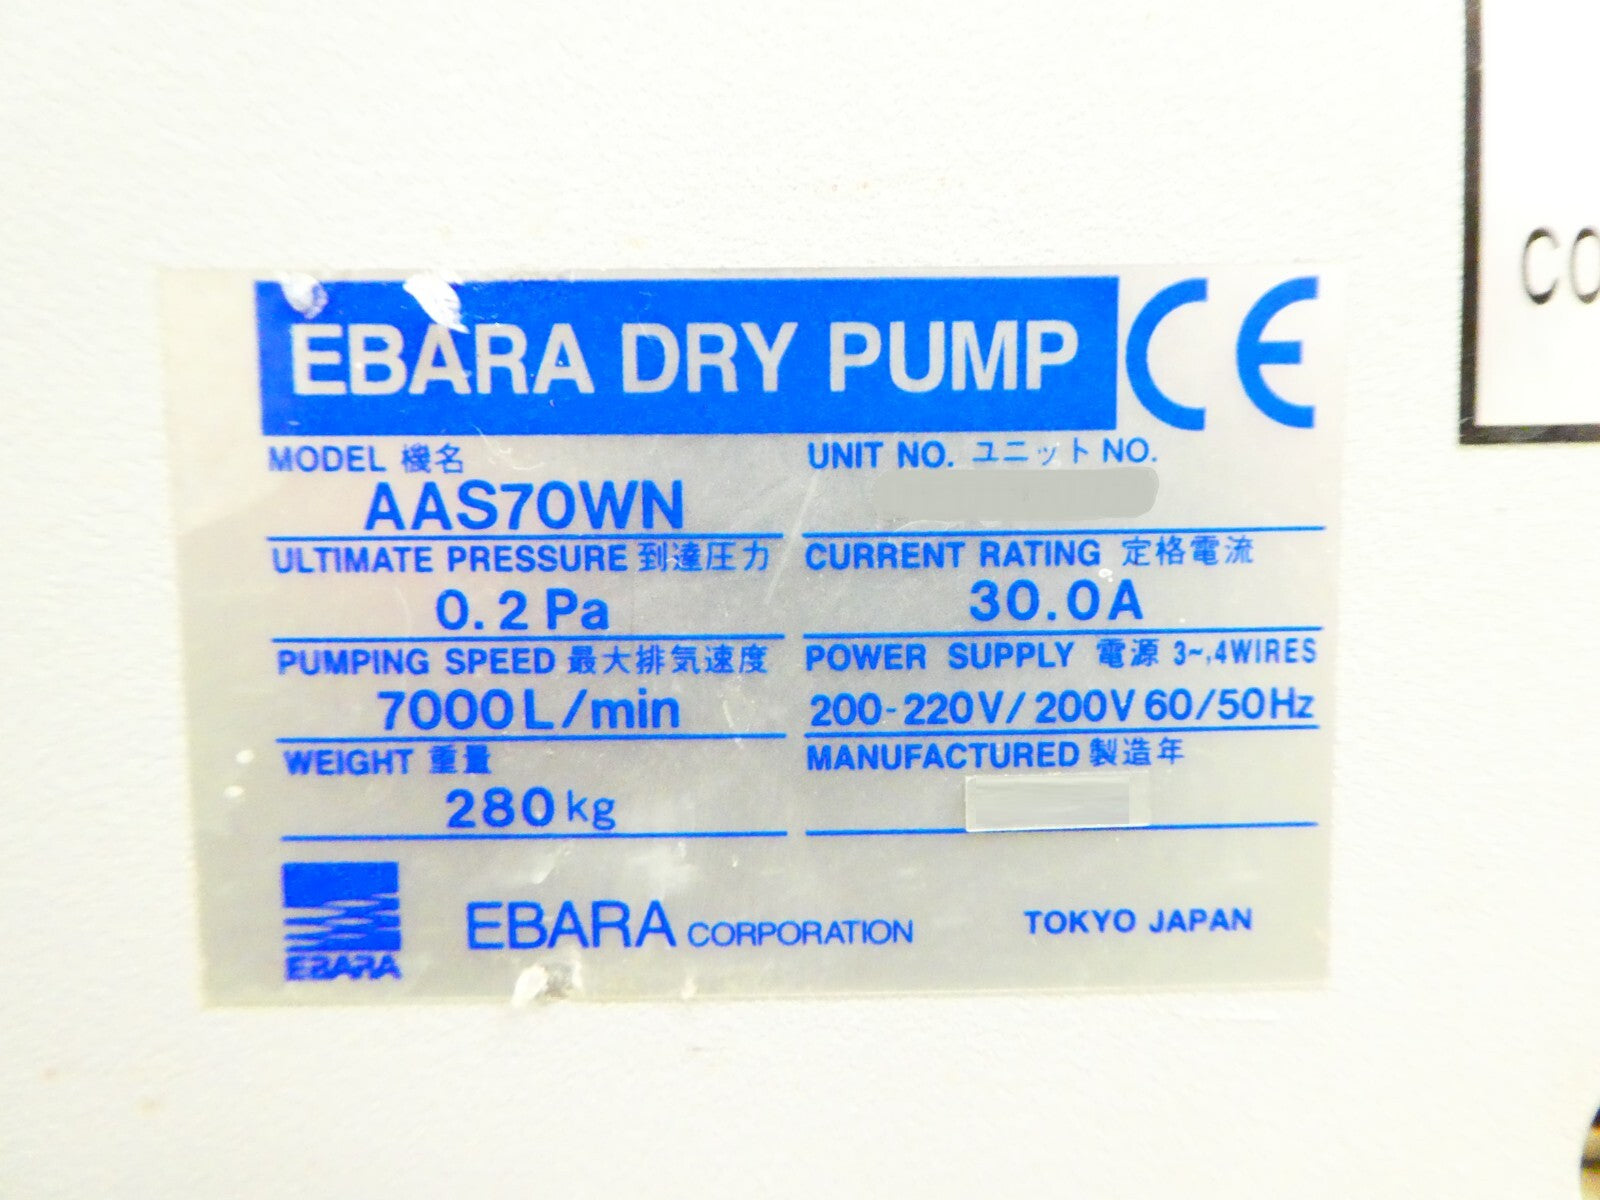 EBARA DRY PUMP CE
MODEL 機名
AAS70WN
UNIT NO. ユニット NO.
ULTIMATE PRESSURE 到達圧力
0.2 Pa
CURRENT RATING 定格電流
30.0A
PUMPING SPEED 最大排気速度
7000L/min
POWER SUPPLY 電源 3~,4WIRES
200-220V/200V 60/50Hz
WEIGHT 重量
280kg
MANUFACTURED 製造年
EBARA
EBARA CORPORATION
TOKYO JAPAN